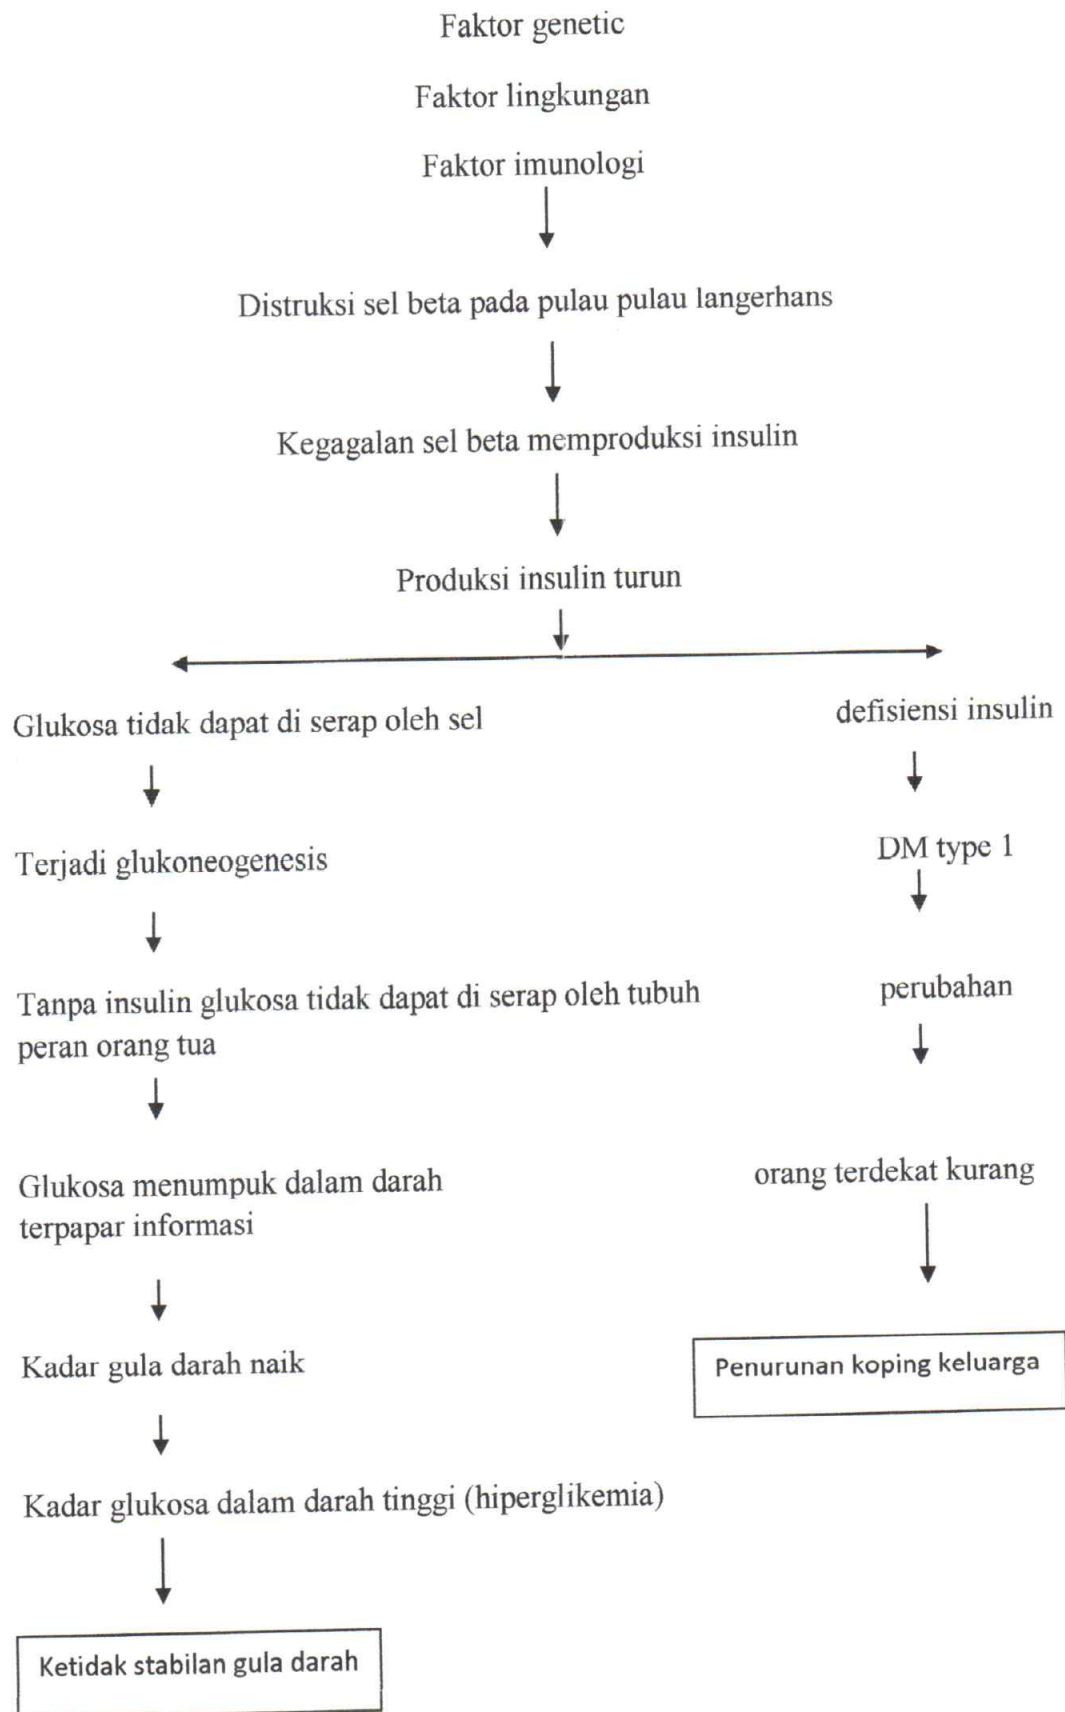 Faktor genetic
Faktor lingkungan
Faktor imunologi
Distruksi sel beta pada pulau pulau langerhans
Kegagalan sel beta memproduksi insulin
Produksi insulin turun
Glukosa tidak dapat di serap oleh sel
defisiensi insulin
Terjadi glukoneogenesis
DM type 1
Tanpa insulin glukosa tidak dapat di serap oleh tubuh
perubahan
peran orang tua
Glukosa menumpuk dalam darah
orang terdekat kurang
terpapar informasi
Kadar gula darah naik
Penurunan koping keluarga
Kadar glukosa dalam darah tinggi (hiperglikemia)
Ketidak stabilan gula darah